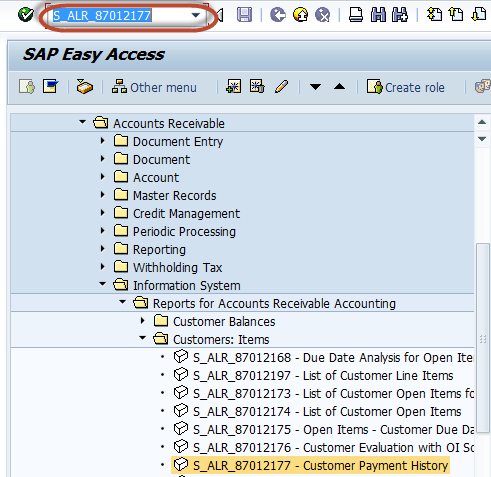 S_ALR_87012177
SAP Easy Access
Other menu
Create role
Accounts Receivable
Document Entry
Document
Account
Master Records
Credit Management
Periodic Processing
Reporting
Withholding Tax
Information System
Reports for Accounts Receivable Accounting
Customer Balances
Customers: Items
S_ALR_87012168 - Due Date Analysis for Open Ite
S_ALR_87012197 - List of Customer Line Items
S_ALR_87012173 - List of Customer Open Items fo
S_ALR_87012174 - List of Customer Open Items
S_ALR_87012175 - Open Items - Customer Due Da
S_ALR_87012176 - Customer Evaluation with OI So
S_ALR_87012177 - Customer Payment History